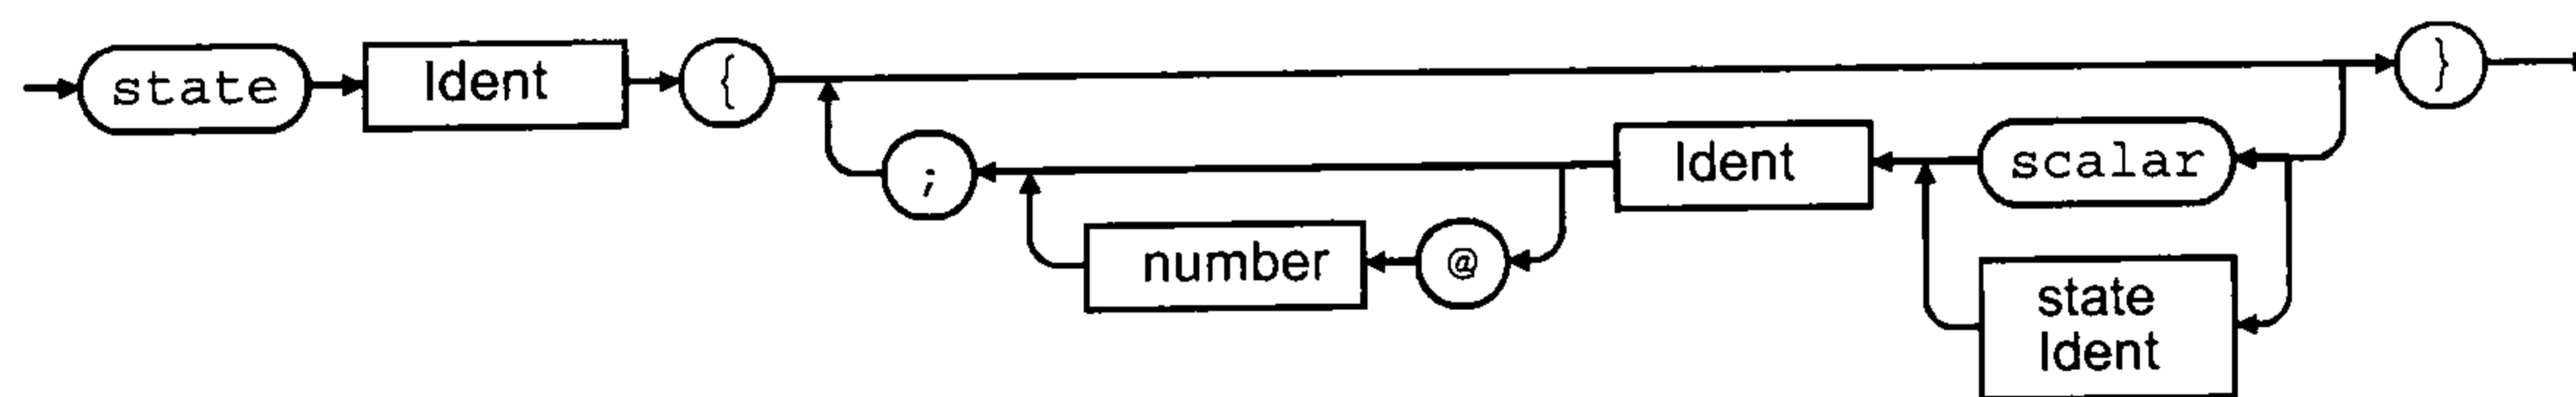 state Ident { }
; Ident scalar
number @
state
Ident